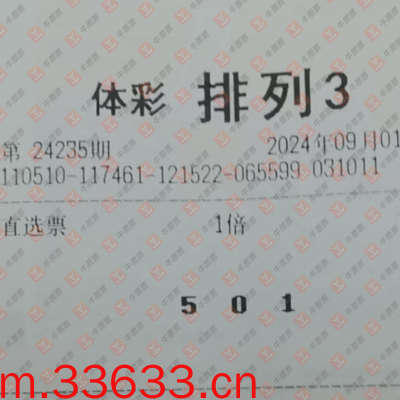 体彩 排列3
第 24235期 2024年09月01
110510-117461-121522-065599 031011
直选票 1倍
5 0 1
m.33633.cn